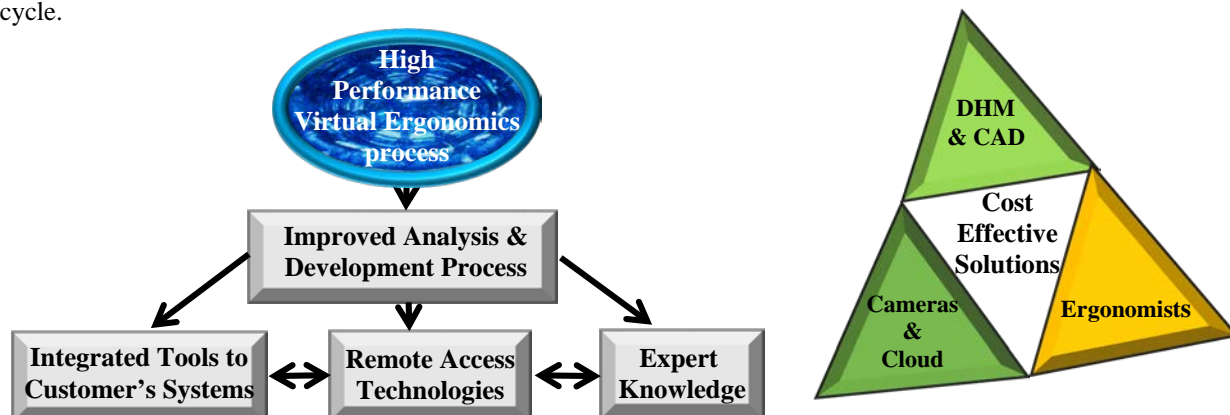 cycle.
High
Performance
Virtual Ergonomics
process
Improved Analysis &
Development Process
Integrated Tools to
Customer's Systems
Remote Access
Technologies
Expert
Knowledge
DHM
& CAD
Cost
Effective
Solutions
Cameras
&
Cloud
Ergonomists